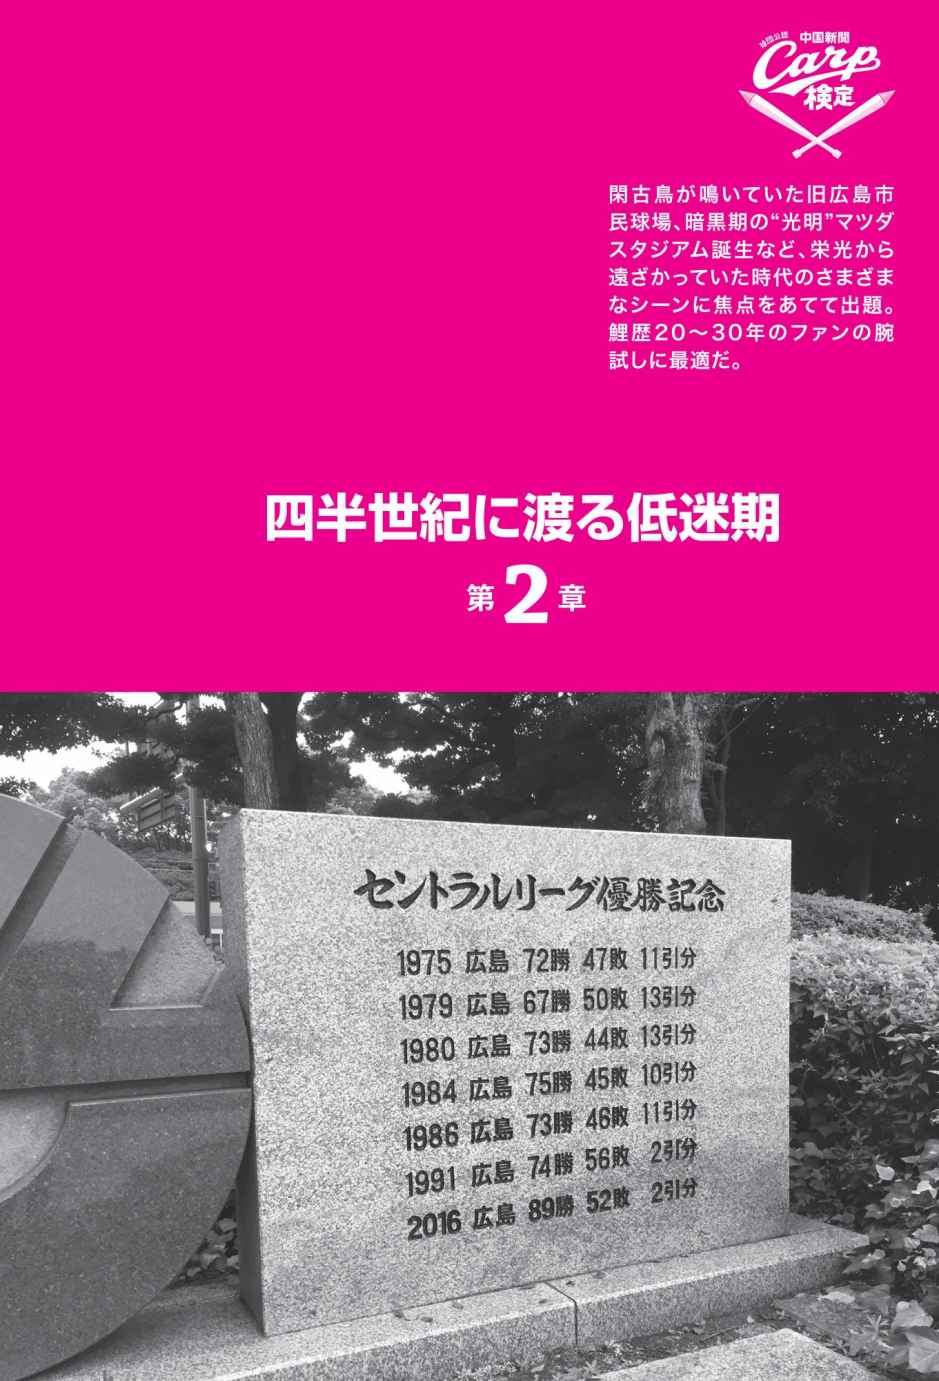 球団公認
中国新聞
Carp
検定
閑古鳥が鳴いていた旧広島市
民球場、暗黒期の“光明”マツダ
スタジアム誕生など、栄光から
遠ざかっていた時代のさまざま
なシーンに焦点をあてて出題。
鯉歴20〜30年のファンの腕
試しに最適だ。
四半世紀に渡る低迷期
第2章
セントラルリーグ優勝記念
1975 広島 72勝 47敗 11引分
1979 広島 67勝 50敗 13引分
1980 広島 73勝 44敗 13引分
1984 広島 75勝 45敗 10引分
1986 広島 73勝 46敗 11引分
1991 広島 74勝 56敗 2引分
2016 広島 89勝 52敗 2引分